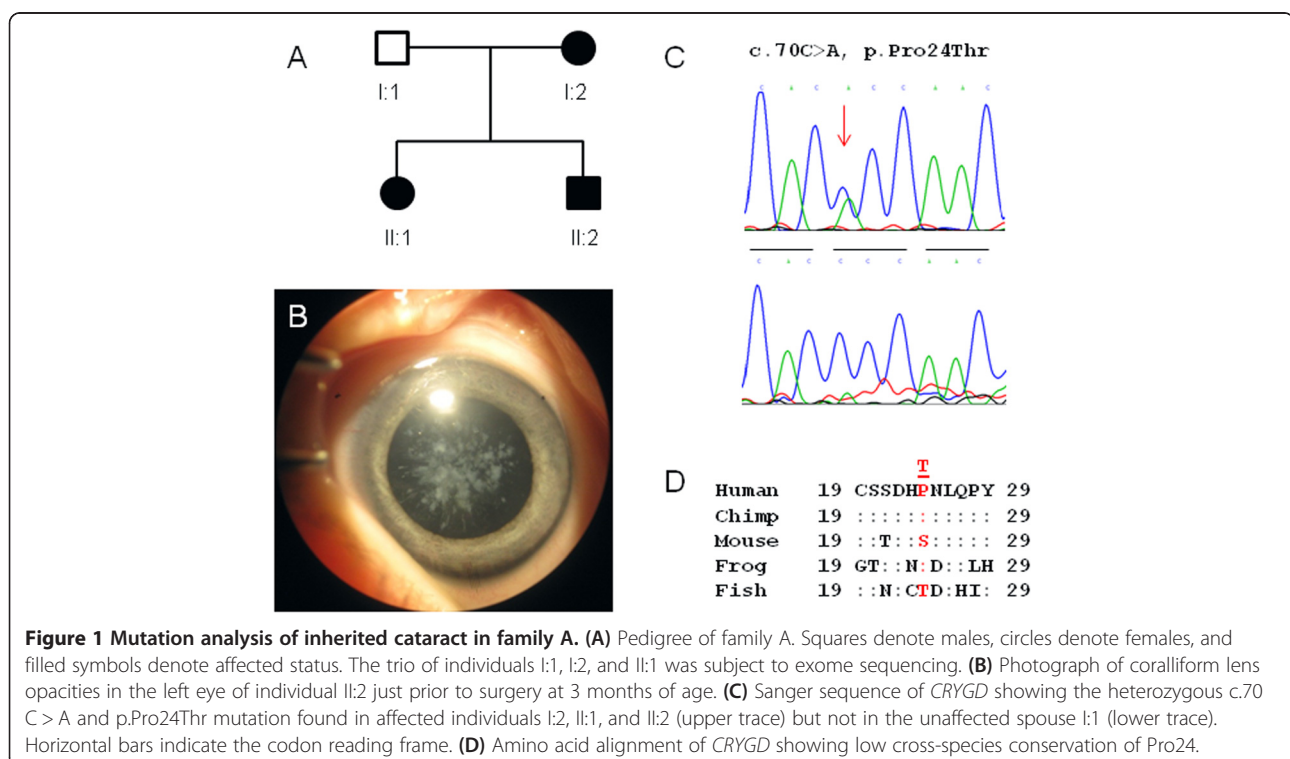 A
I:1 I:2
II:1 II:2
B
C
c.70C>A, p.Pro24Thr
C A C A C C A A C
C A C C C C A A C
D
T
Human 19 CSSDHPNLQPY 29
Chimp 19 ::::::::::: 29
Mouse 19 ::T::S::::: 29
Frog 19 GT::N:D::LH 29
Fish 19 ::N:CTD:HI: 29
Figure 1 Mutation analysis of inherited cataract in family A. (A) Pedigree of family A. Squares denote males, circles denote females, and
filled symbols denote affected status. The trio of individuals I:1, I:2, and II:1 was subject to exome sequencing. (B) Photograph of coralliform lens
opacities in the left eye of individual II:2 just prior to surgery at 3 months of age. (C) Sanger sequence of CRYGD showing the heterozygous c.70
C > A and p.Pro24Thr mutation found in affected individuals I:2, II:1, and II:2 (upper trace) but not in the unaffected spouse I:1 (lower trace).
Horizontal bars indicate the codon reading frame. (D) Amino acid alignment of CRYGD showing low cross-species conservation of Pro24.